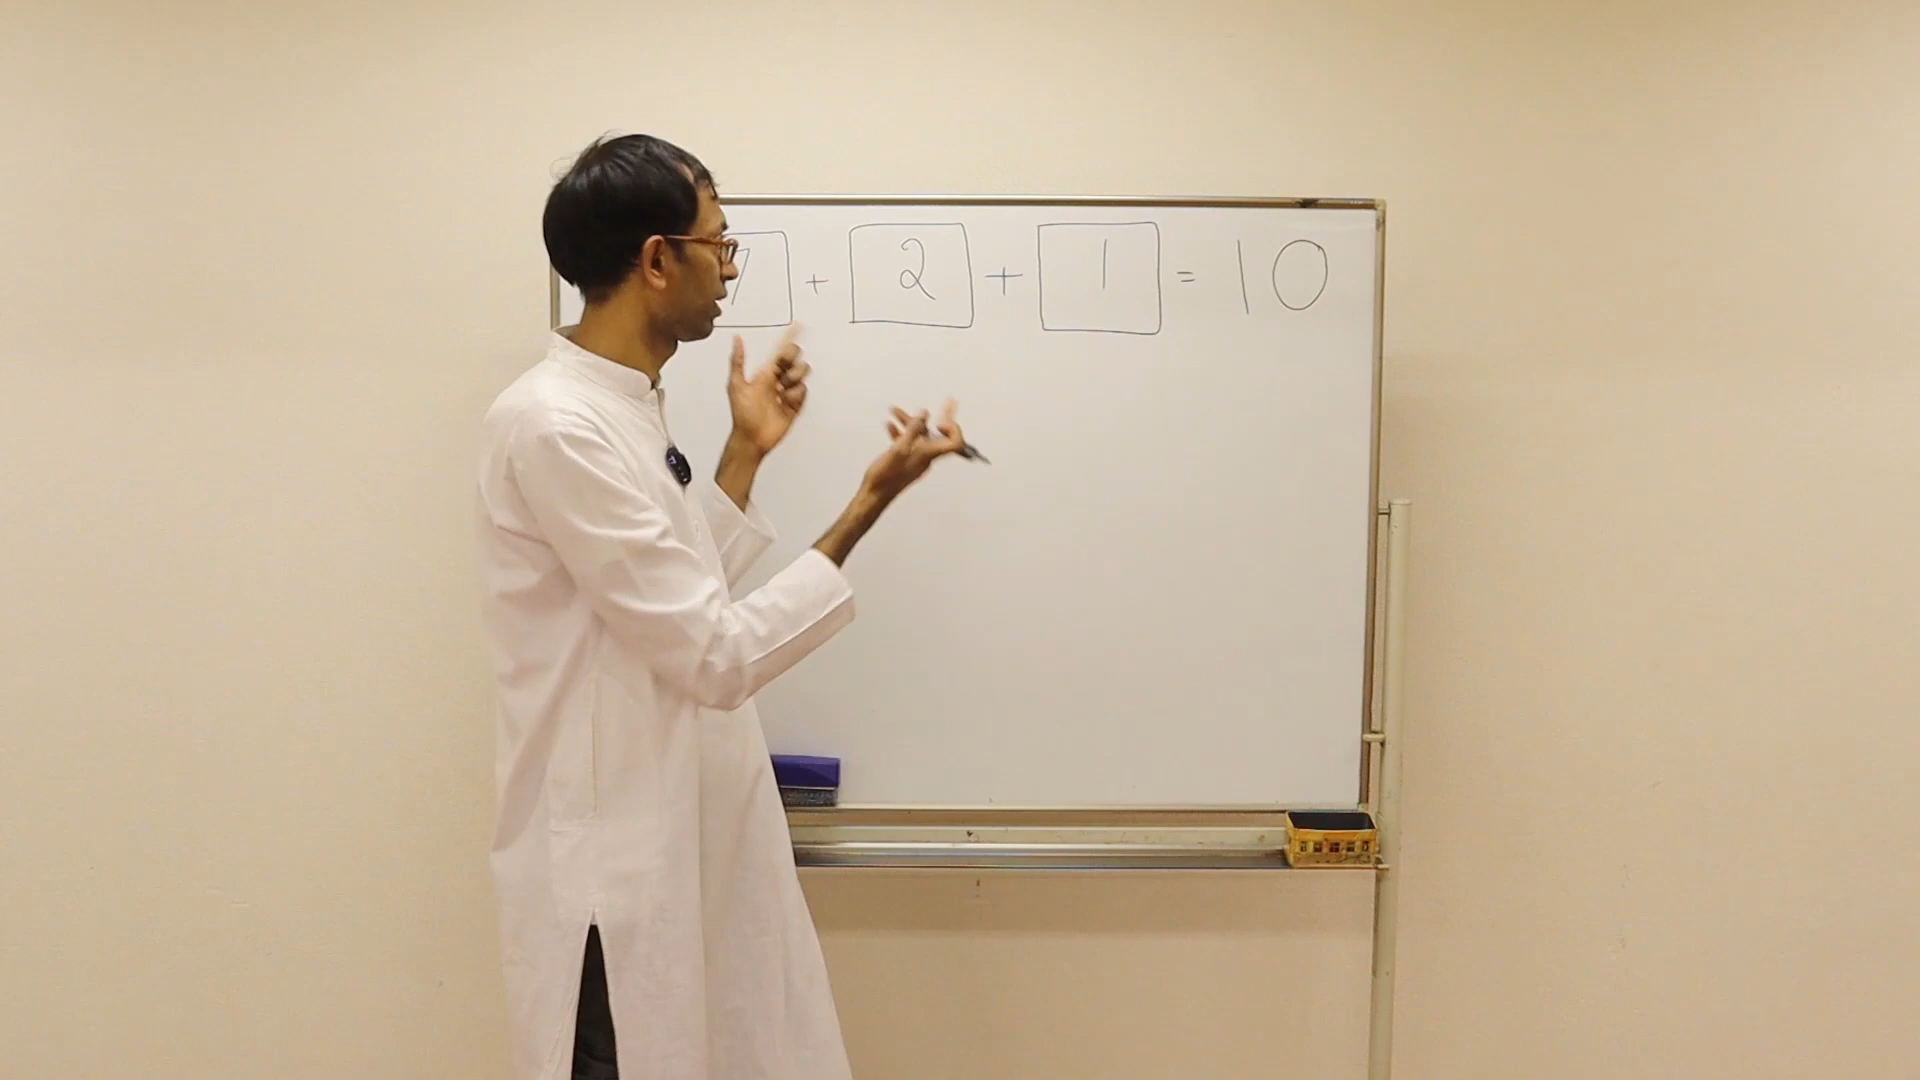 7 + 2 + 1 = 10